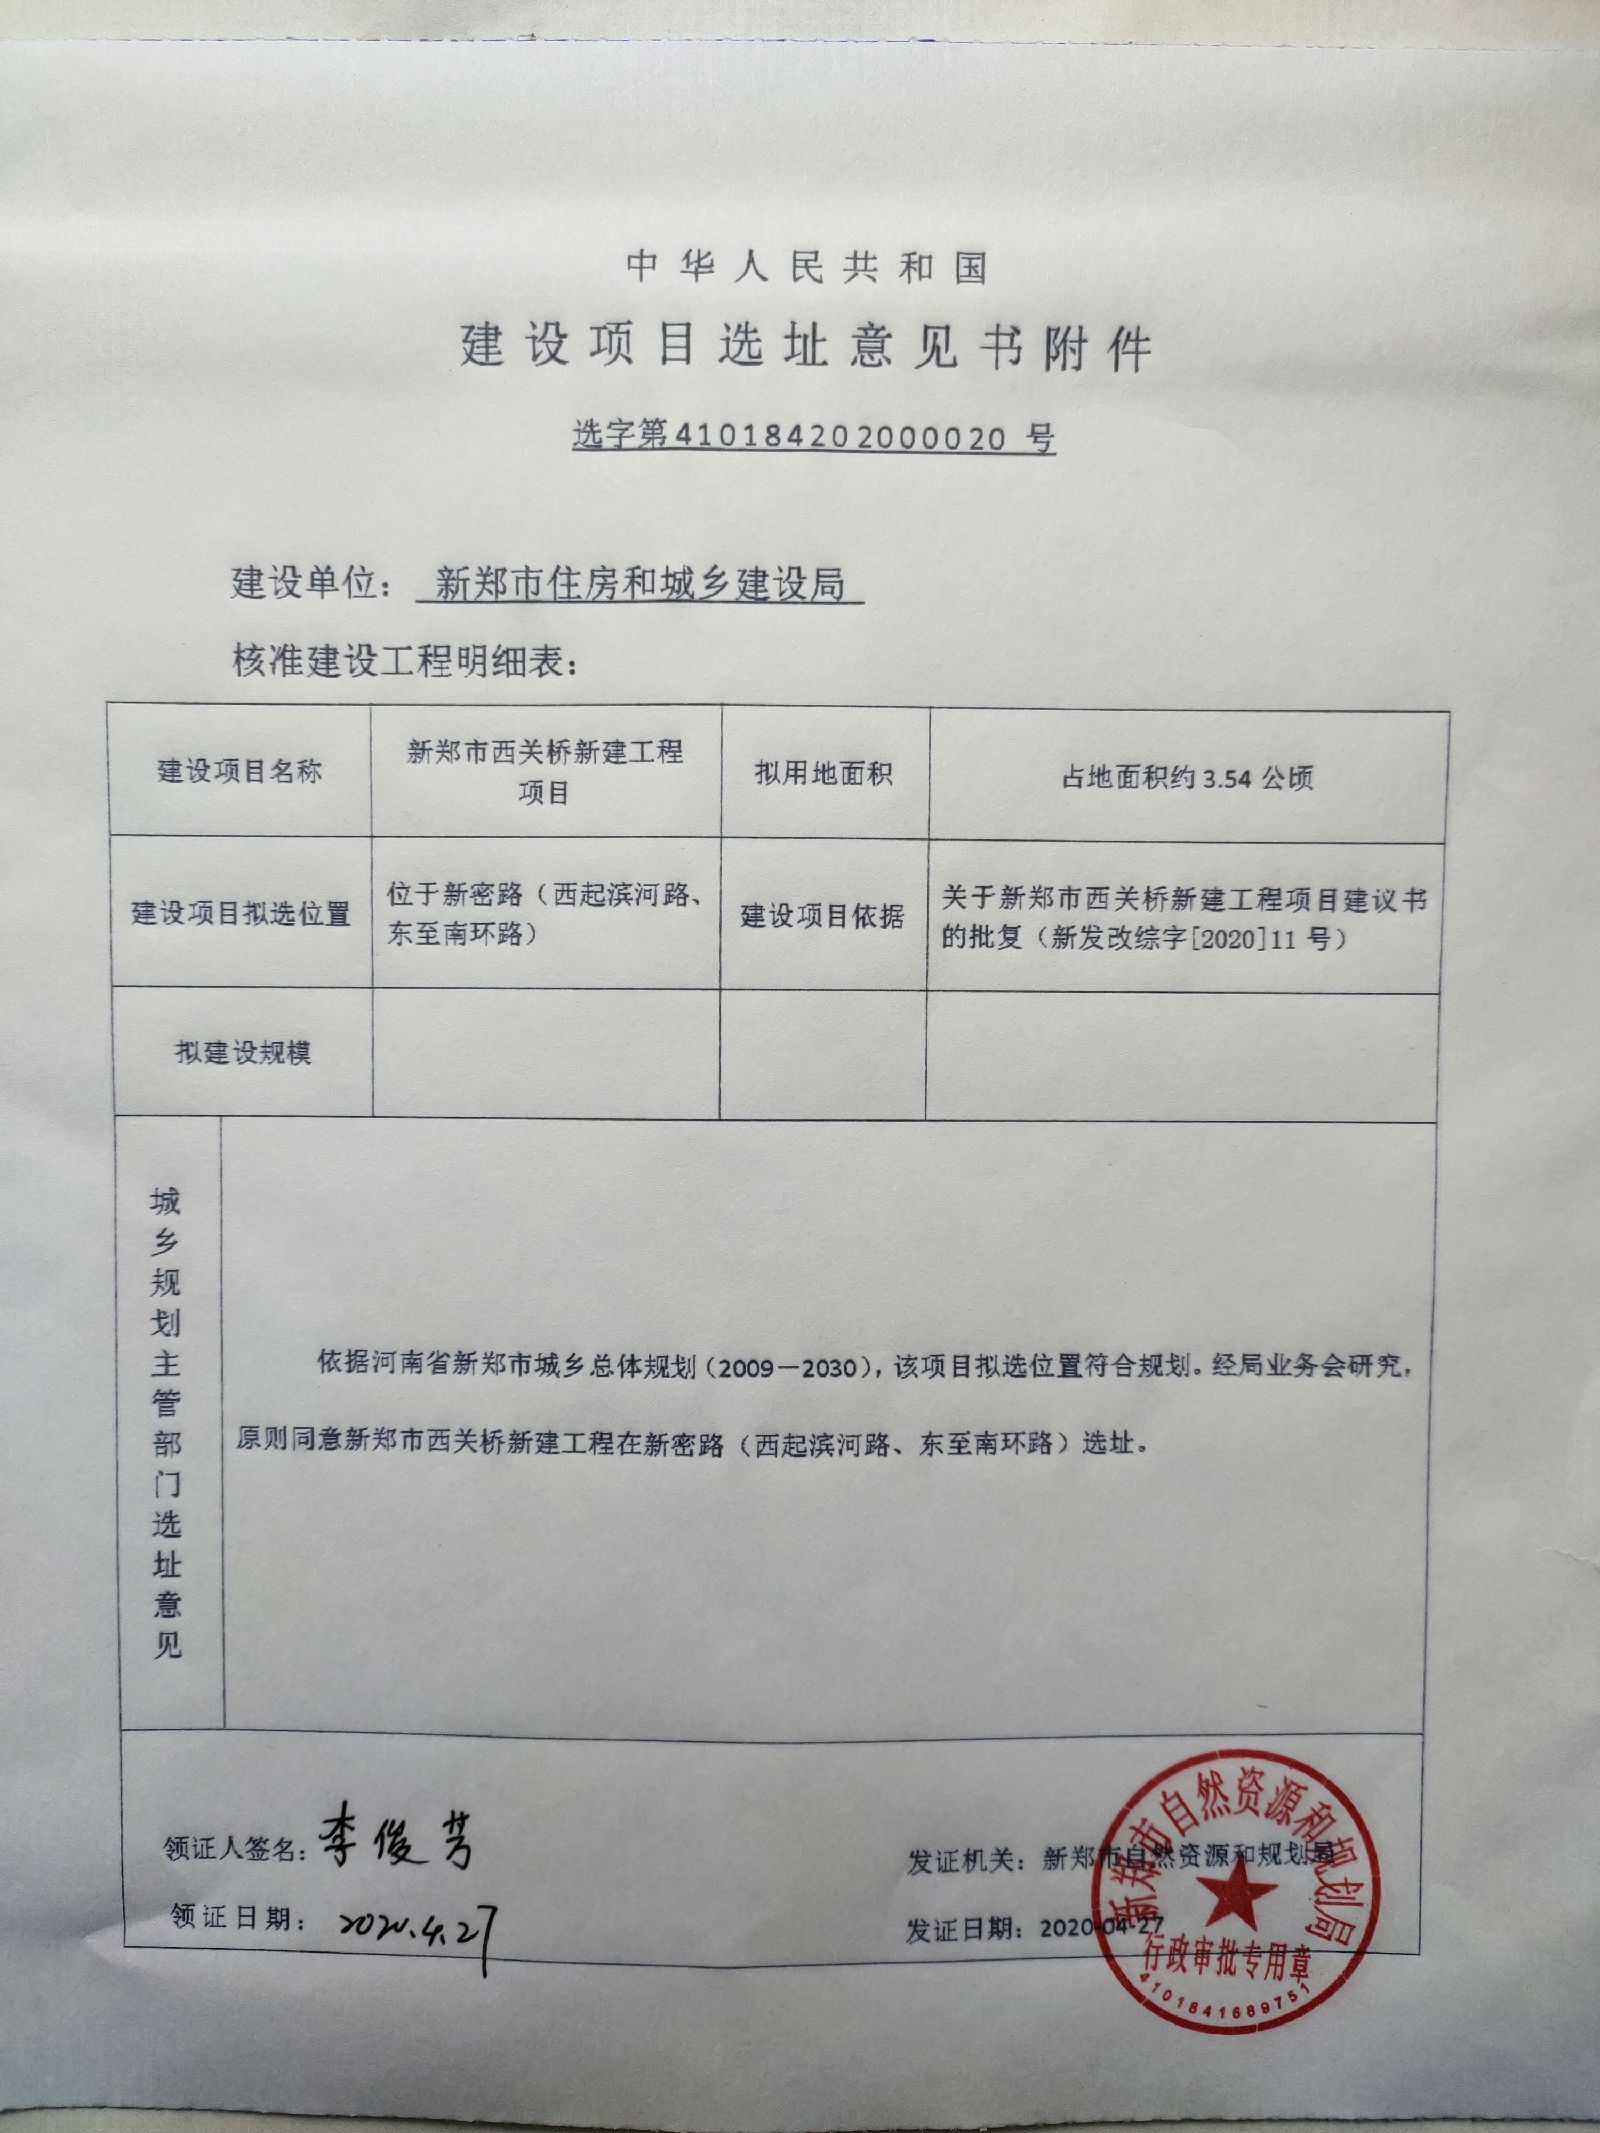 中华人民共和国
建设项目选址意见书附件
选字第410184202000020 号
建设单位：新郑市住房和城乡建设局
核准建设工程明细表：
建设项目名称
新郑市西关桥新建工程
项目
拟用地面积
占地面积约 3.54 公顷
建设项目拟选位置
位于新密路（西起滨河路、
东至南环路）
建设项目依据
关于新郑市西关桥新建工程项目建议书
的批复（新发改综字[2020]11 号）
拟建设规模
城乡规划主管部门选址意见
依据河南省新郑市城乡总体规划（2009－2030），该项目拟选位置符合规划。经局业务会研究，
原则同意新郑市西关桥新建工程在新密路（西起滨河路、东至南环路）选址。
领证人签名：李俊芳
发证机关：新郑市自然资源和规划局
领证日期：2020.4.27
发证日期：2020-04-27
新郑市自然资源和规划局
行政审批专用章
4101841689751